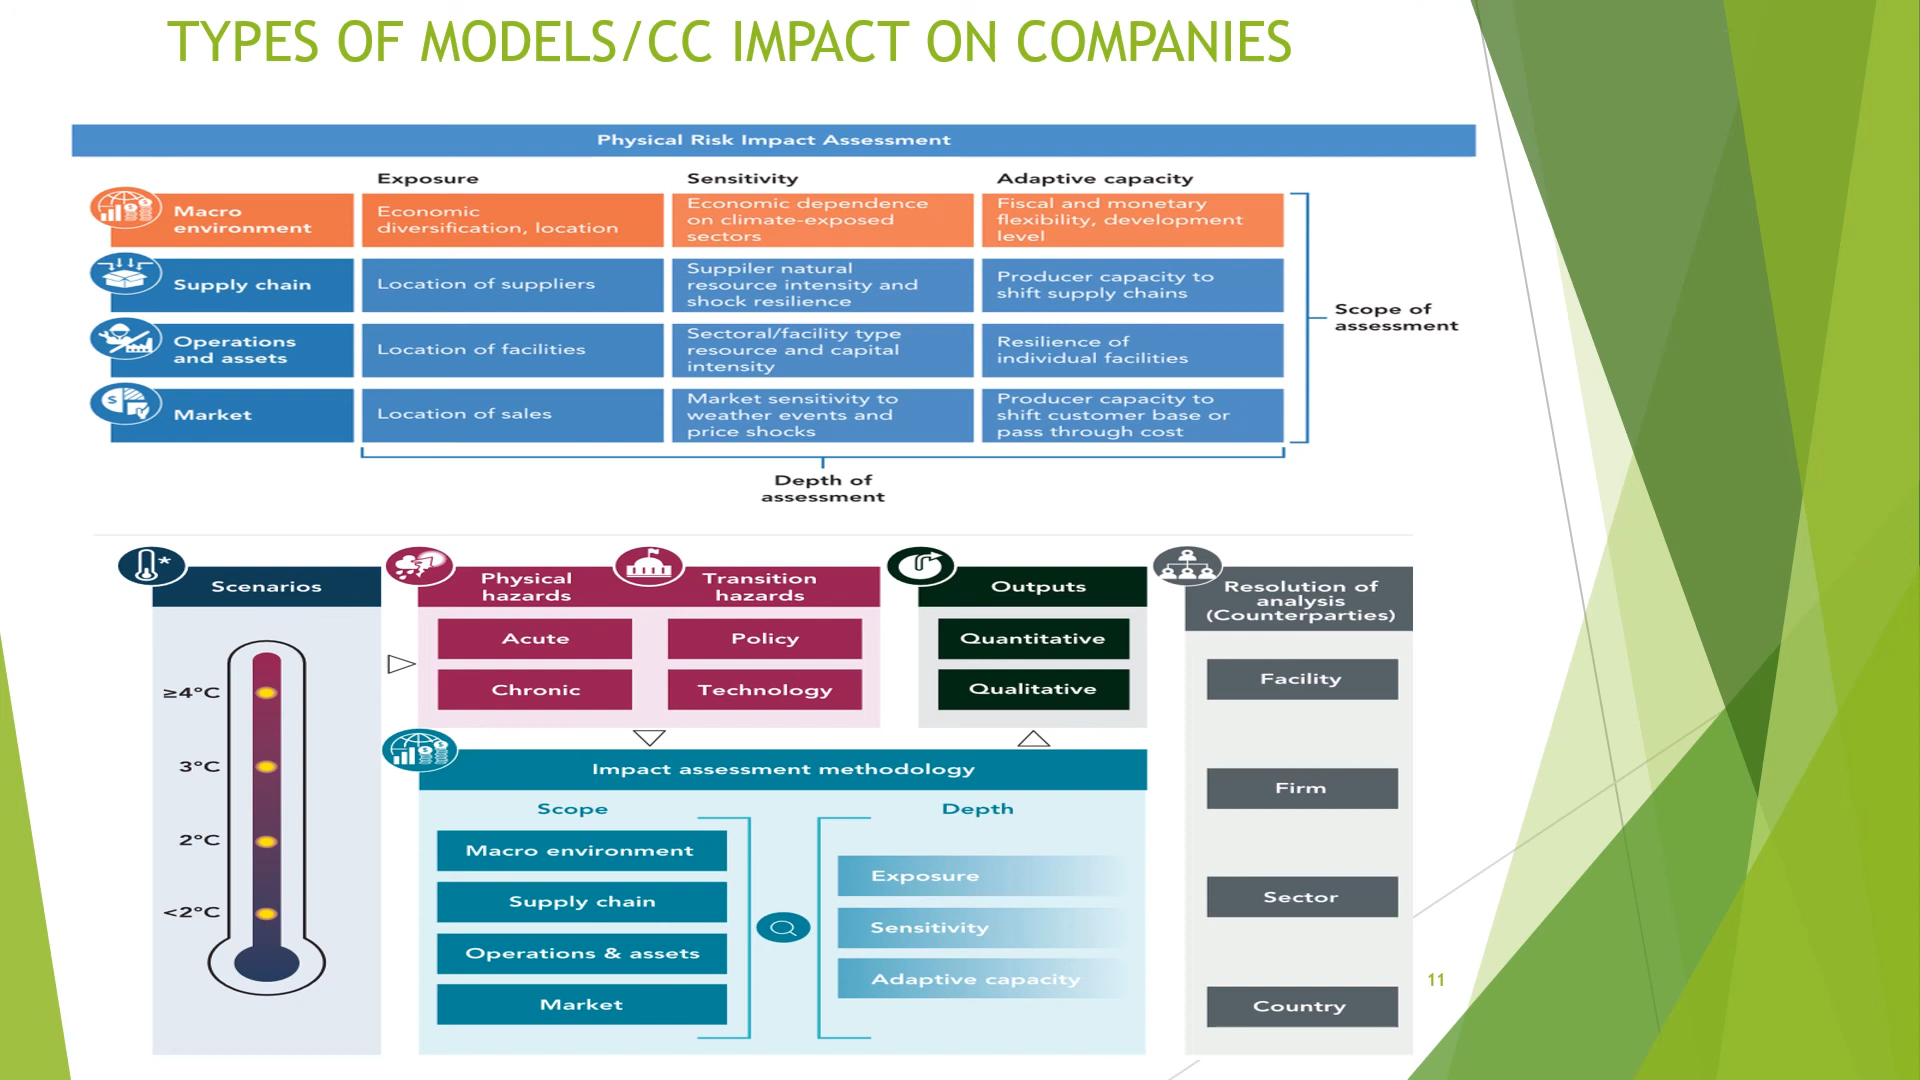 TYPES OF MODELS/CC IMPACT ON COMPANIES
Physical Risk Impact Assessment
Exposure
Sensitivity
Adaptive capacity
Macro
environment
Economic
diversification, location
Economic dependence
on climate-exposed
sectors
Fiscal and monetary
flexibility, development
level
Supply chain
Location of suppliers
Suppiler natural
resource intensity and
shock resilience
Producer capacity to
shift supply chains
Operations
and assets
Location of facilities
Sectoral/facility type
resource and capital
intensity
Resilience of
individual facilities
Market
Location of sales
Market sensitivity to
weather events and
price shocks
Producer capacity to
shift customer base or
pass through cost
Scope of
assessment
Depth of
assessment
Scenarios
≥4°C
3°C
2°C
<2°C
Physical
hazards
Transition
hazards
Acute
Policy
Chronic
Technology
Outputs
Quantitative
Qualitative
Impact assessment methodology
Scope
Macro environment
Supply chain
Operations & assets
Market
Depth
Exposure
Sensitivity
Adaptive capacity
Resolution of
analysis
(Counterparties)
Facility
Firm
Sector
Country
11